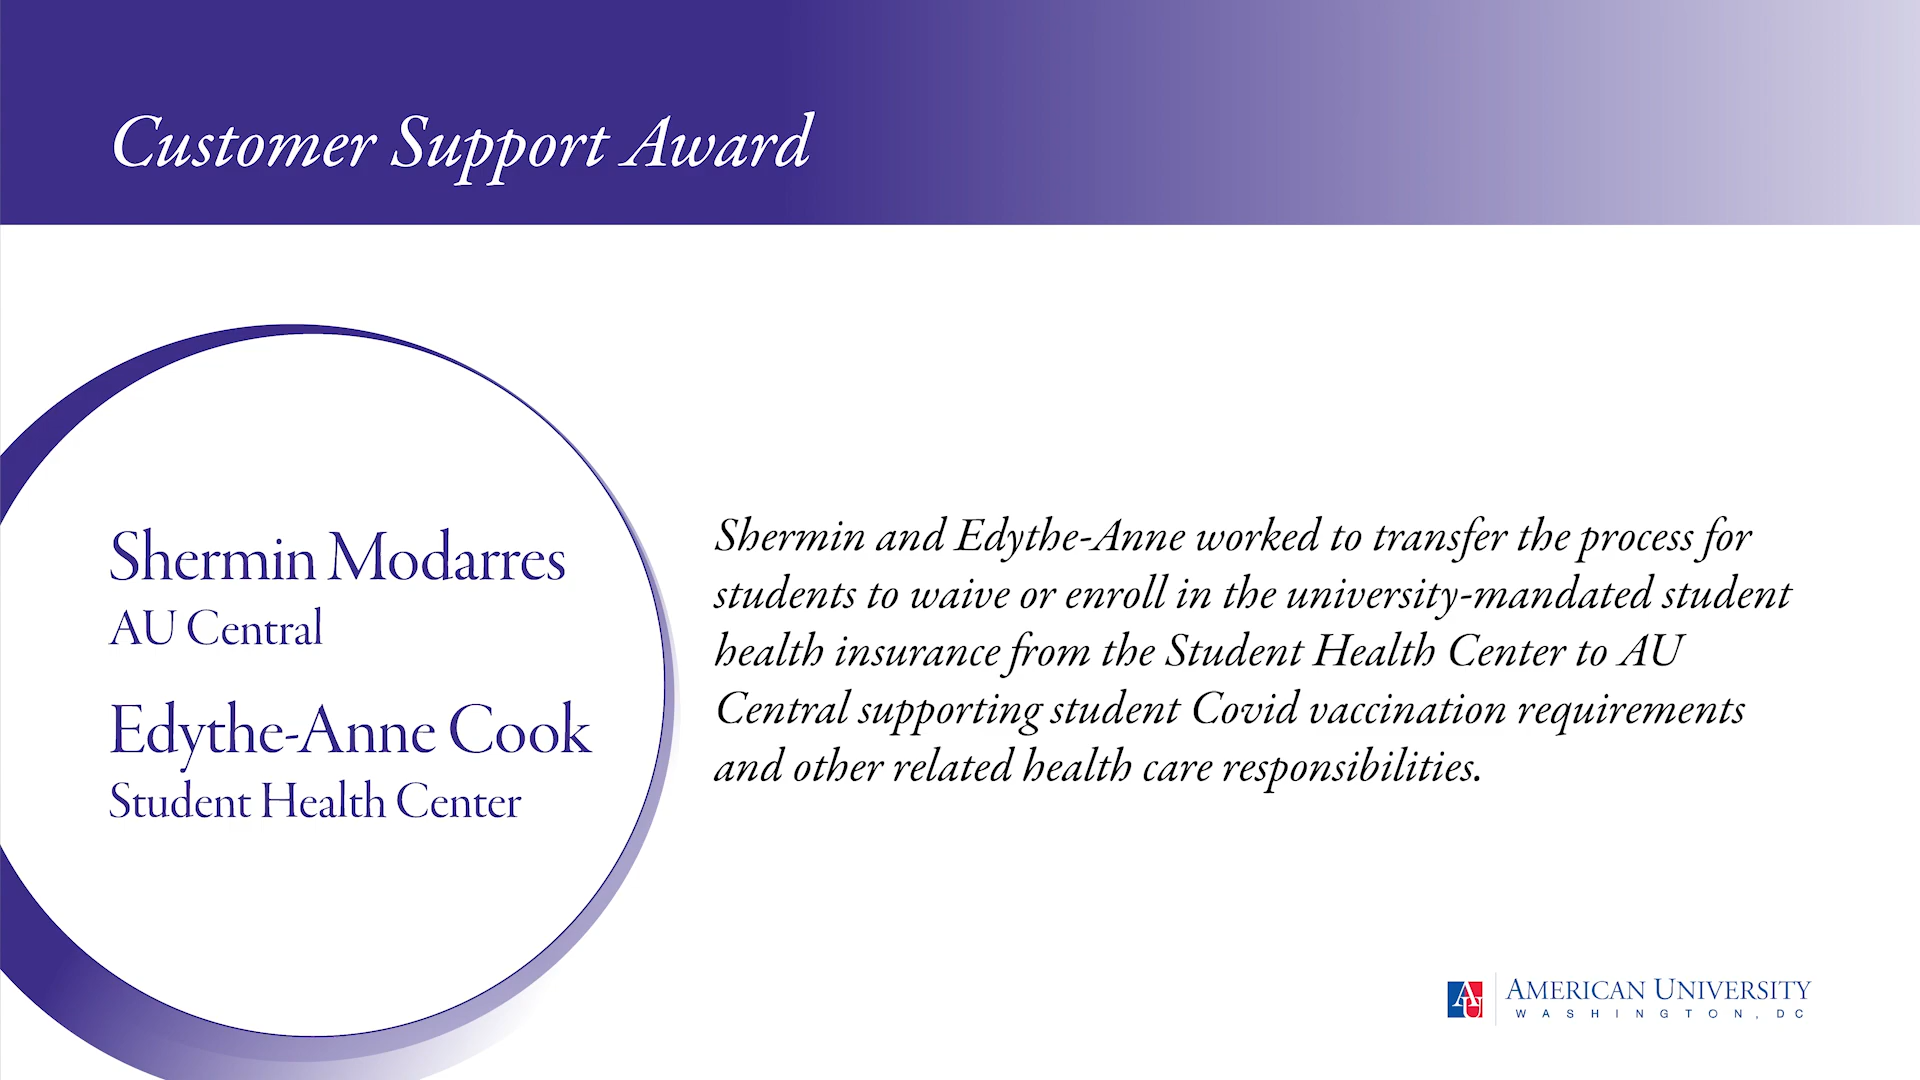 Customer Support Award
Shermin Modarres
AU Central
Edythe-Anne Cook
Student Health Center
Shermin and Edythe-Anne worked to transfer the process for
students to waive or enroll in the university-mandated student
health insurance from the Student Health Center to AU
Central supporting student Covid vaccination requirements
and other related health care responsibilities.
AU
AMERICAN UNIVERSITY
WASHINGTON, DC